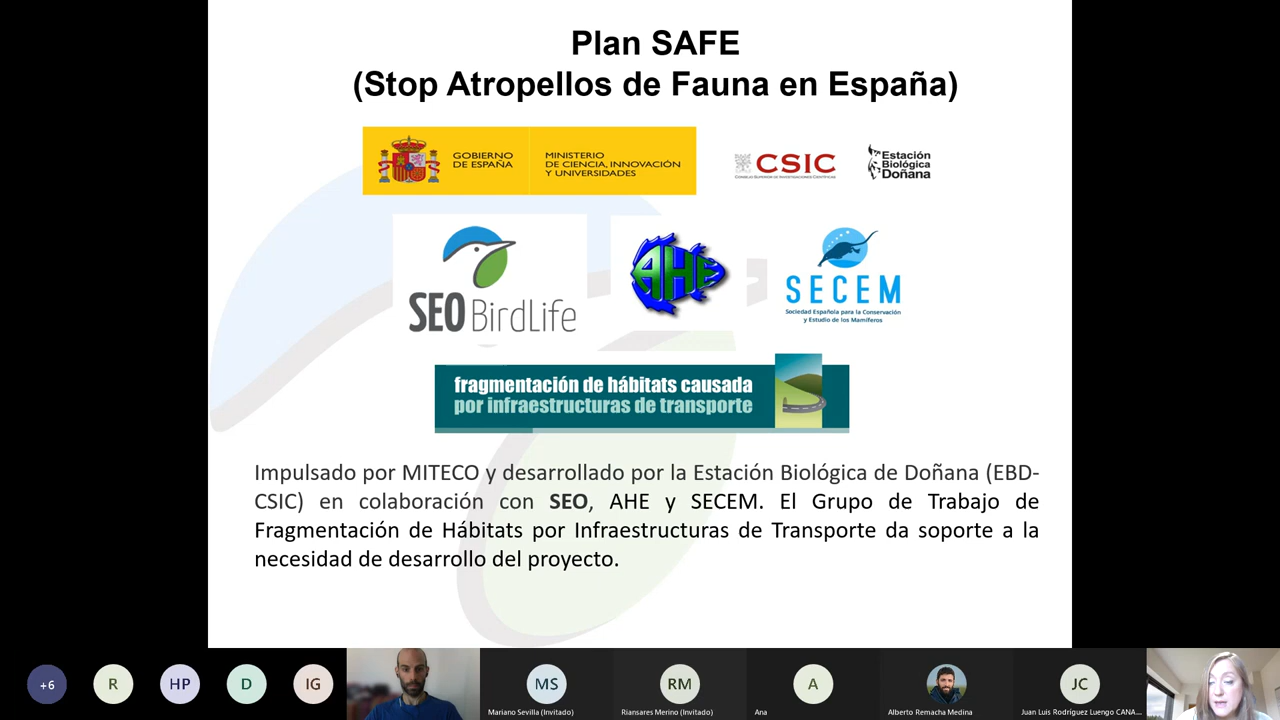 Plan SAFE
(Stop Atropellos de Fauna en España)
GOBIERNO
DE ESPAÑA
MINISTERIO
DE CIENCIA, INNOVACIÓN
Y UNIVERSIDADES
CSIC
CONSEJO SUPERIOR DE INVESTIGACIONES CIENTÍFICAS
Estación
Biológica
Doñana
SEO BirdLife
AHE
SECEM
Sociedad Española para la Conservación
y Estudio de los Mamíferos
fragmentación de hábitats causada
por infraestructuras de transporte
Impulsado por MITECO y desarrollado por la Estación Biológica de Doñana (EBD-
CSIC) en colaboración con SEO, AHE y SECEM. El Grupo de Trabajo de
Fragmentación de Hábitats por Infraestructuras de Transporte da soporte a la
necesidad de desarrollo del proyecto.
+6
R
HP
D
IG
MS
Mariano Sevilla (Invitado)
RM
Riansares Merino (Invitado)
A
Ana
Alberto Remacha Medina
JC
Juan Luis Rodríguez Luengo CANA...